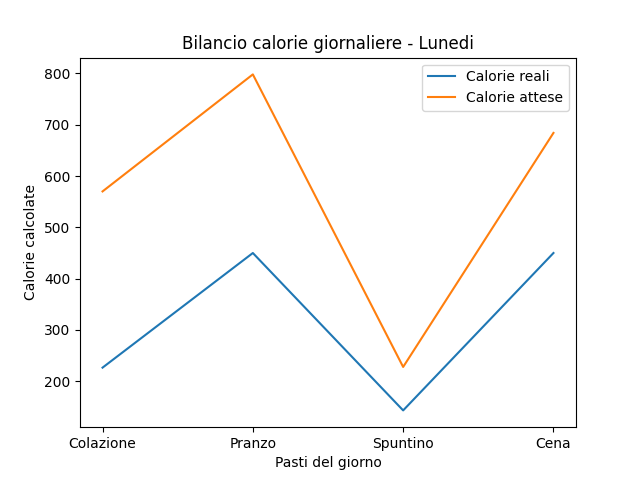 Bilancio calorie giornaliere - Lunedi
Calorie reali
Calorie attese
Calorie calcolate
800
700
600
500
400
300
200
Colazione Pranzo Spuntino Cena
Pasti del giorno